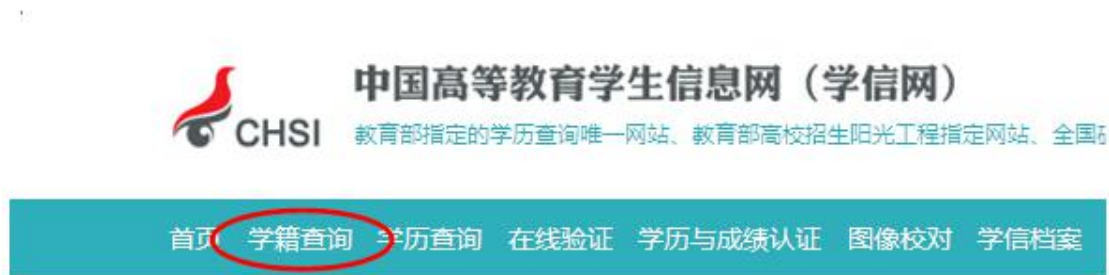 中国高等教育学生信息网（学信网）
CHSI
教育部指定的学历查询唯一网站、教育部高校招生阳光工程指定网站、全国
首页 学籍查询 学历查询 在线验证 学历与成绩认证 图像校对 学信档案